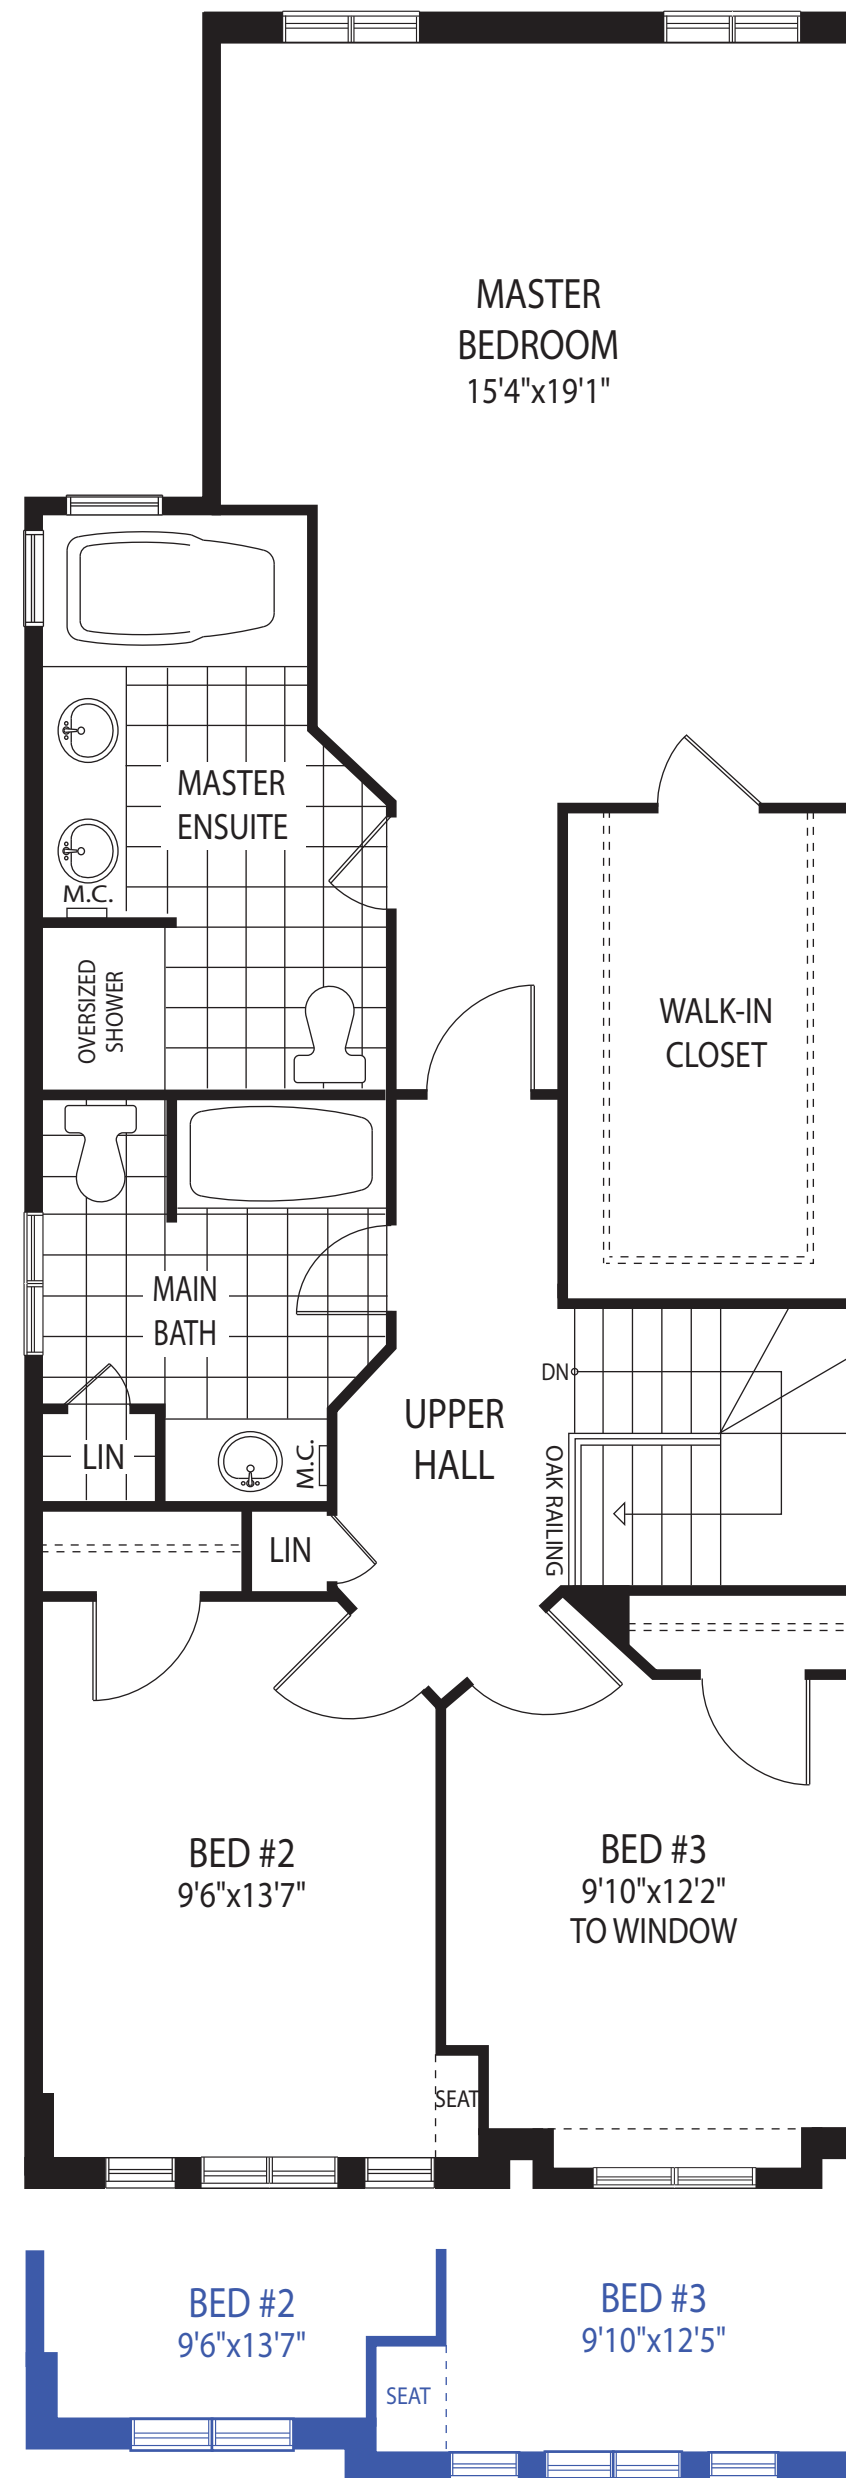 MASTER
BEDROOM
15'4"x19'1"
MASTER
ENSUITE
M.C.
OVERSIZED
SHOWER
WALK-IN
CLOSET
MAIN
BATH
DN
UPPER
HALL
LIN
M.C.
OAK RAILING
LIN
BED #2
9'6"x13'7"
BED #3
9'10"x12'2"
TO WINDOW
SEAT
BED #2
9'6"x13'7"
BED #3
9'10"x12'5"
SEAT